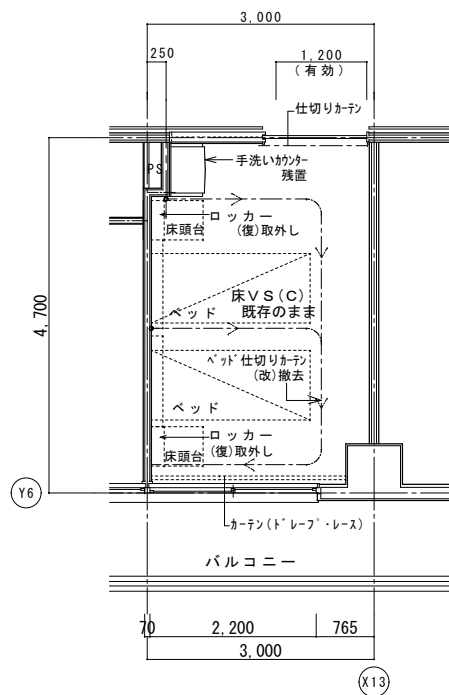 3,000
250
1,200
(有効)
仕切りカーテン
手洗いカウンター
残置
PS
ロッカー
(復)取外し
床頭台
4,700
床VS(C)
既存のまま
ベッド
ベッド仕切りカーテン
(改)撤去
ベッド
ロッカー
(復)取外し
床頭台
Y6
カーテン(ドレープ・レース)
バルコニー
70
2,200
765
3,000
X13